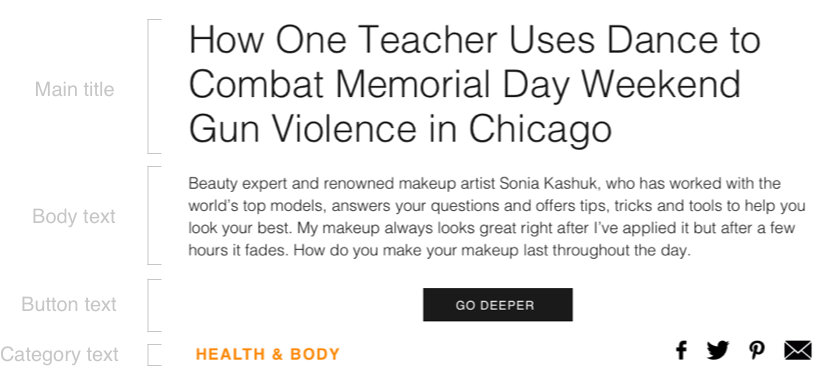 Main title
How One Teacher Uses Dance to
Combat Memorial Day Weekend
Gun Violence in Chicago
Body text
Beauty expert and renowned makeup artist Sonia Kashuk, who has worked with the
world’s top models, answers your questions and offers tips, tricks and tools to help you
look your best. My makeup always looks great right after I’ve applied it but after a few
hours it fades. How do you make your makeup last throughout the day.
Button text
GO DEEPER
Category text
HEALTH & BODY